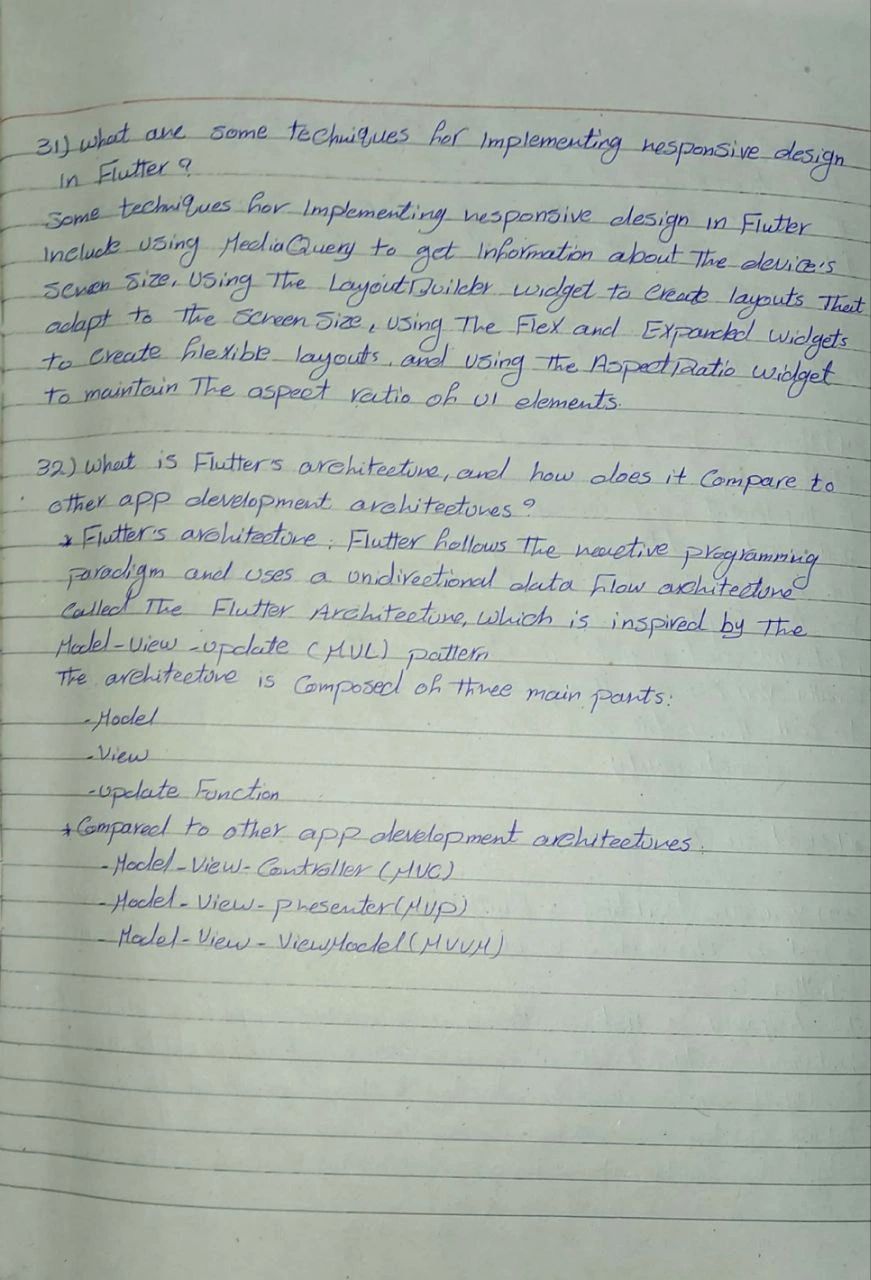 31) What are some techniques for Implementing responsive design
in Flutter ?
Some techniques for Implementing responsive design in Flutter
Include using MediaQuery to get Information about The device's
screen size, Using The LayoutBuilder widget to Create layouts That
adapt to the screen size, using The Flex and Expanded widgets
to create flexible layouts, and using the AspectRatio widget
to maintain The aspect ratio of UI elements.
32) What is Flutter's architecture, and how does it Compare to
other app development architectures ?
* Flutter's architecture : Flutter follows The reactive programming
paradigm and uses a unidirectional data flow architecture
Called The Flutter Architecture, which is inspired by The
Model-View-update (MUL) pattern
The architecture is Composed of three main parts:
- Model
- View
- update Function
* Compared to other app development architectures :
- Model-View-Controller (MVC)
- Model-View-presenter (MVP)
- Model-View-ViewModel (MVVM)